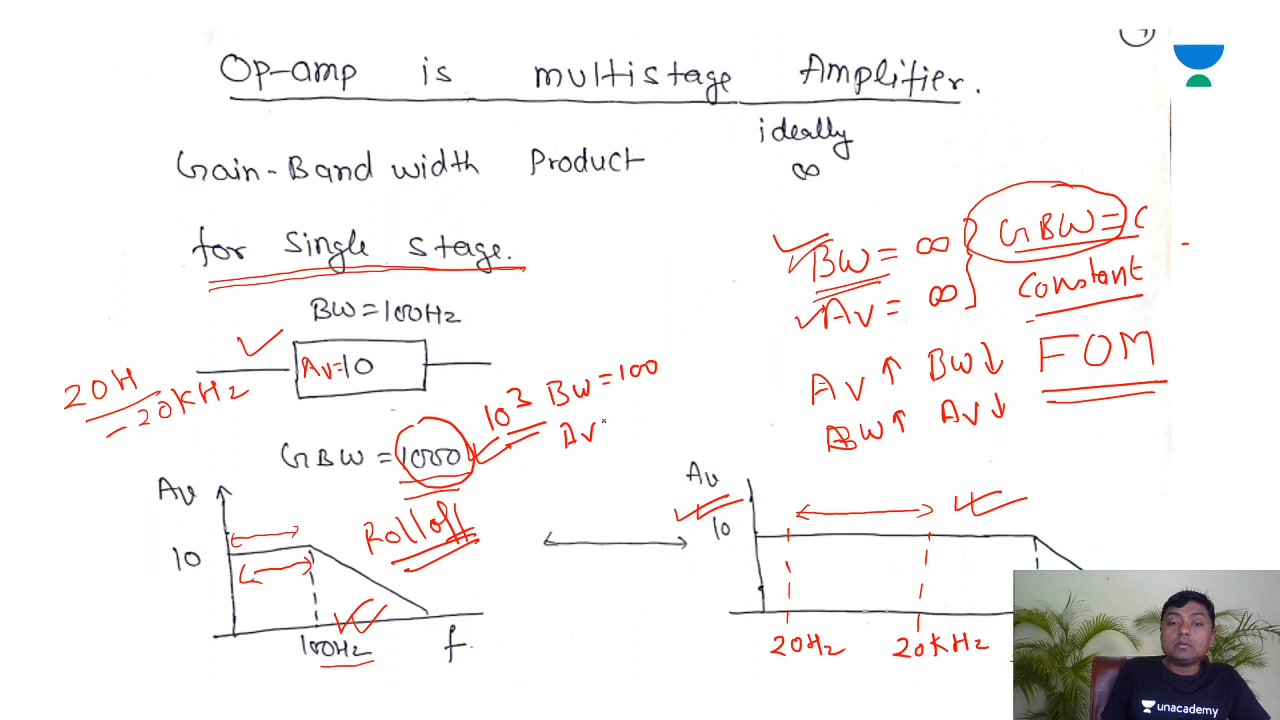 Op-amp is multistage Amplifier.
ideally
∞
Gain-Band width Product
for Single stage.
BW = ∞
Av = ∞
GBW = C
Constant
FOM
Av ↑ BW ↓
BW ↑ Av ↓
BW = 100Hz
Av=10
20H
20KHz
10³ BW = 100
Av
GBW = 1000
Rolloff
Av
10
100Hz
f.
Av
10
20Hz
20KHz
unacademy